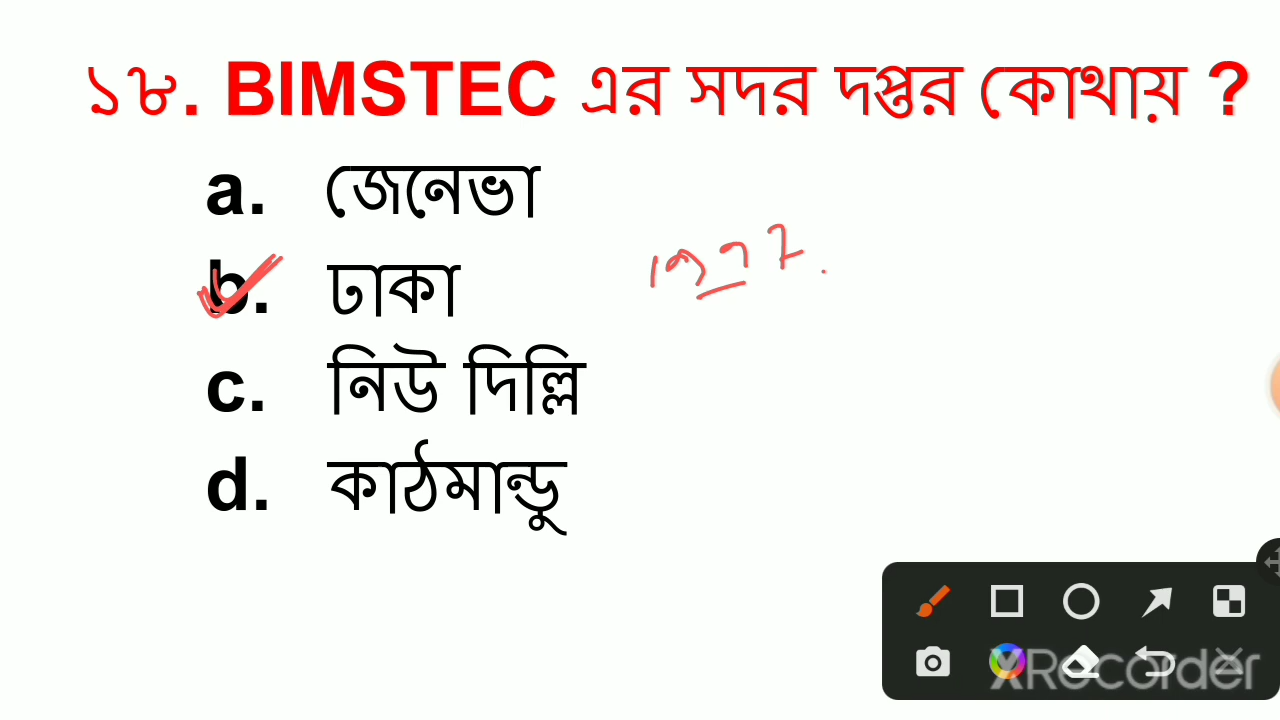 ১৮. BIMSTEC এর সদর দপ্তর কোথায় ?
a. জেনেভা
b. ঢাকা
c. নিউ দিল্লি
d. কাঠমান্ডু
XRecorder